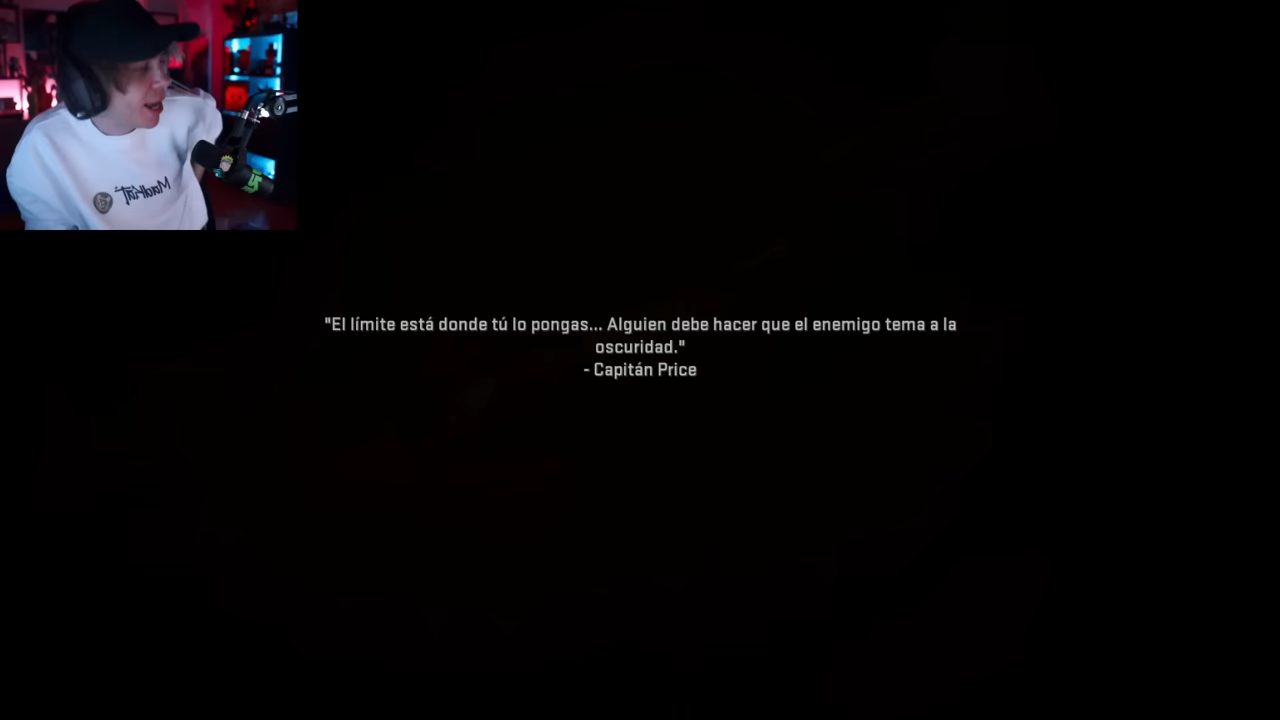 "El límite está donde tú lo pongas... Alguien debe hacer que el enemigo tema a la
oscuridad."
- Capitán Price